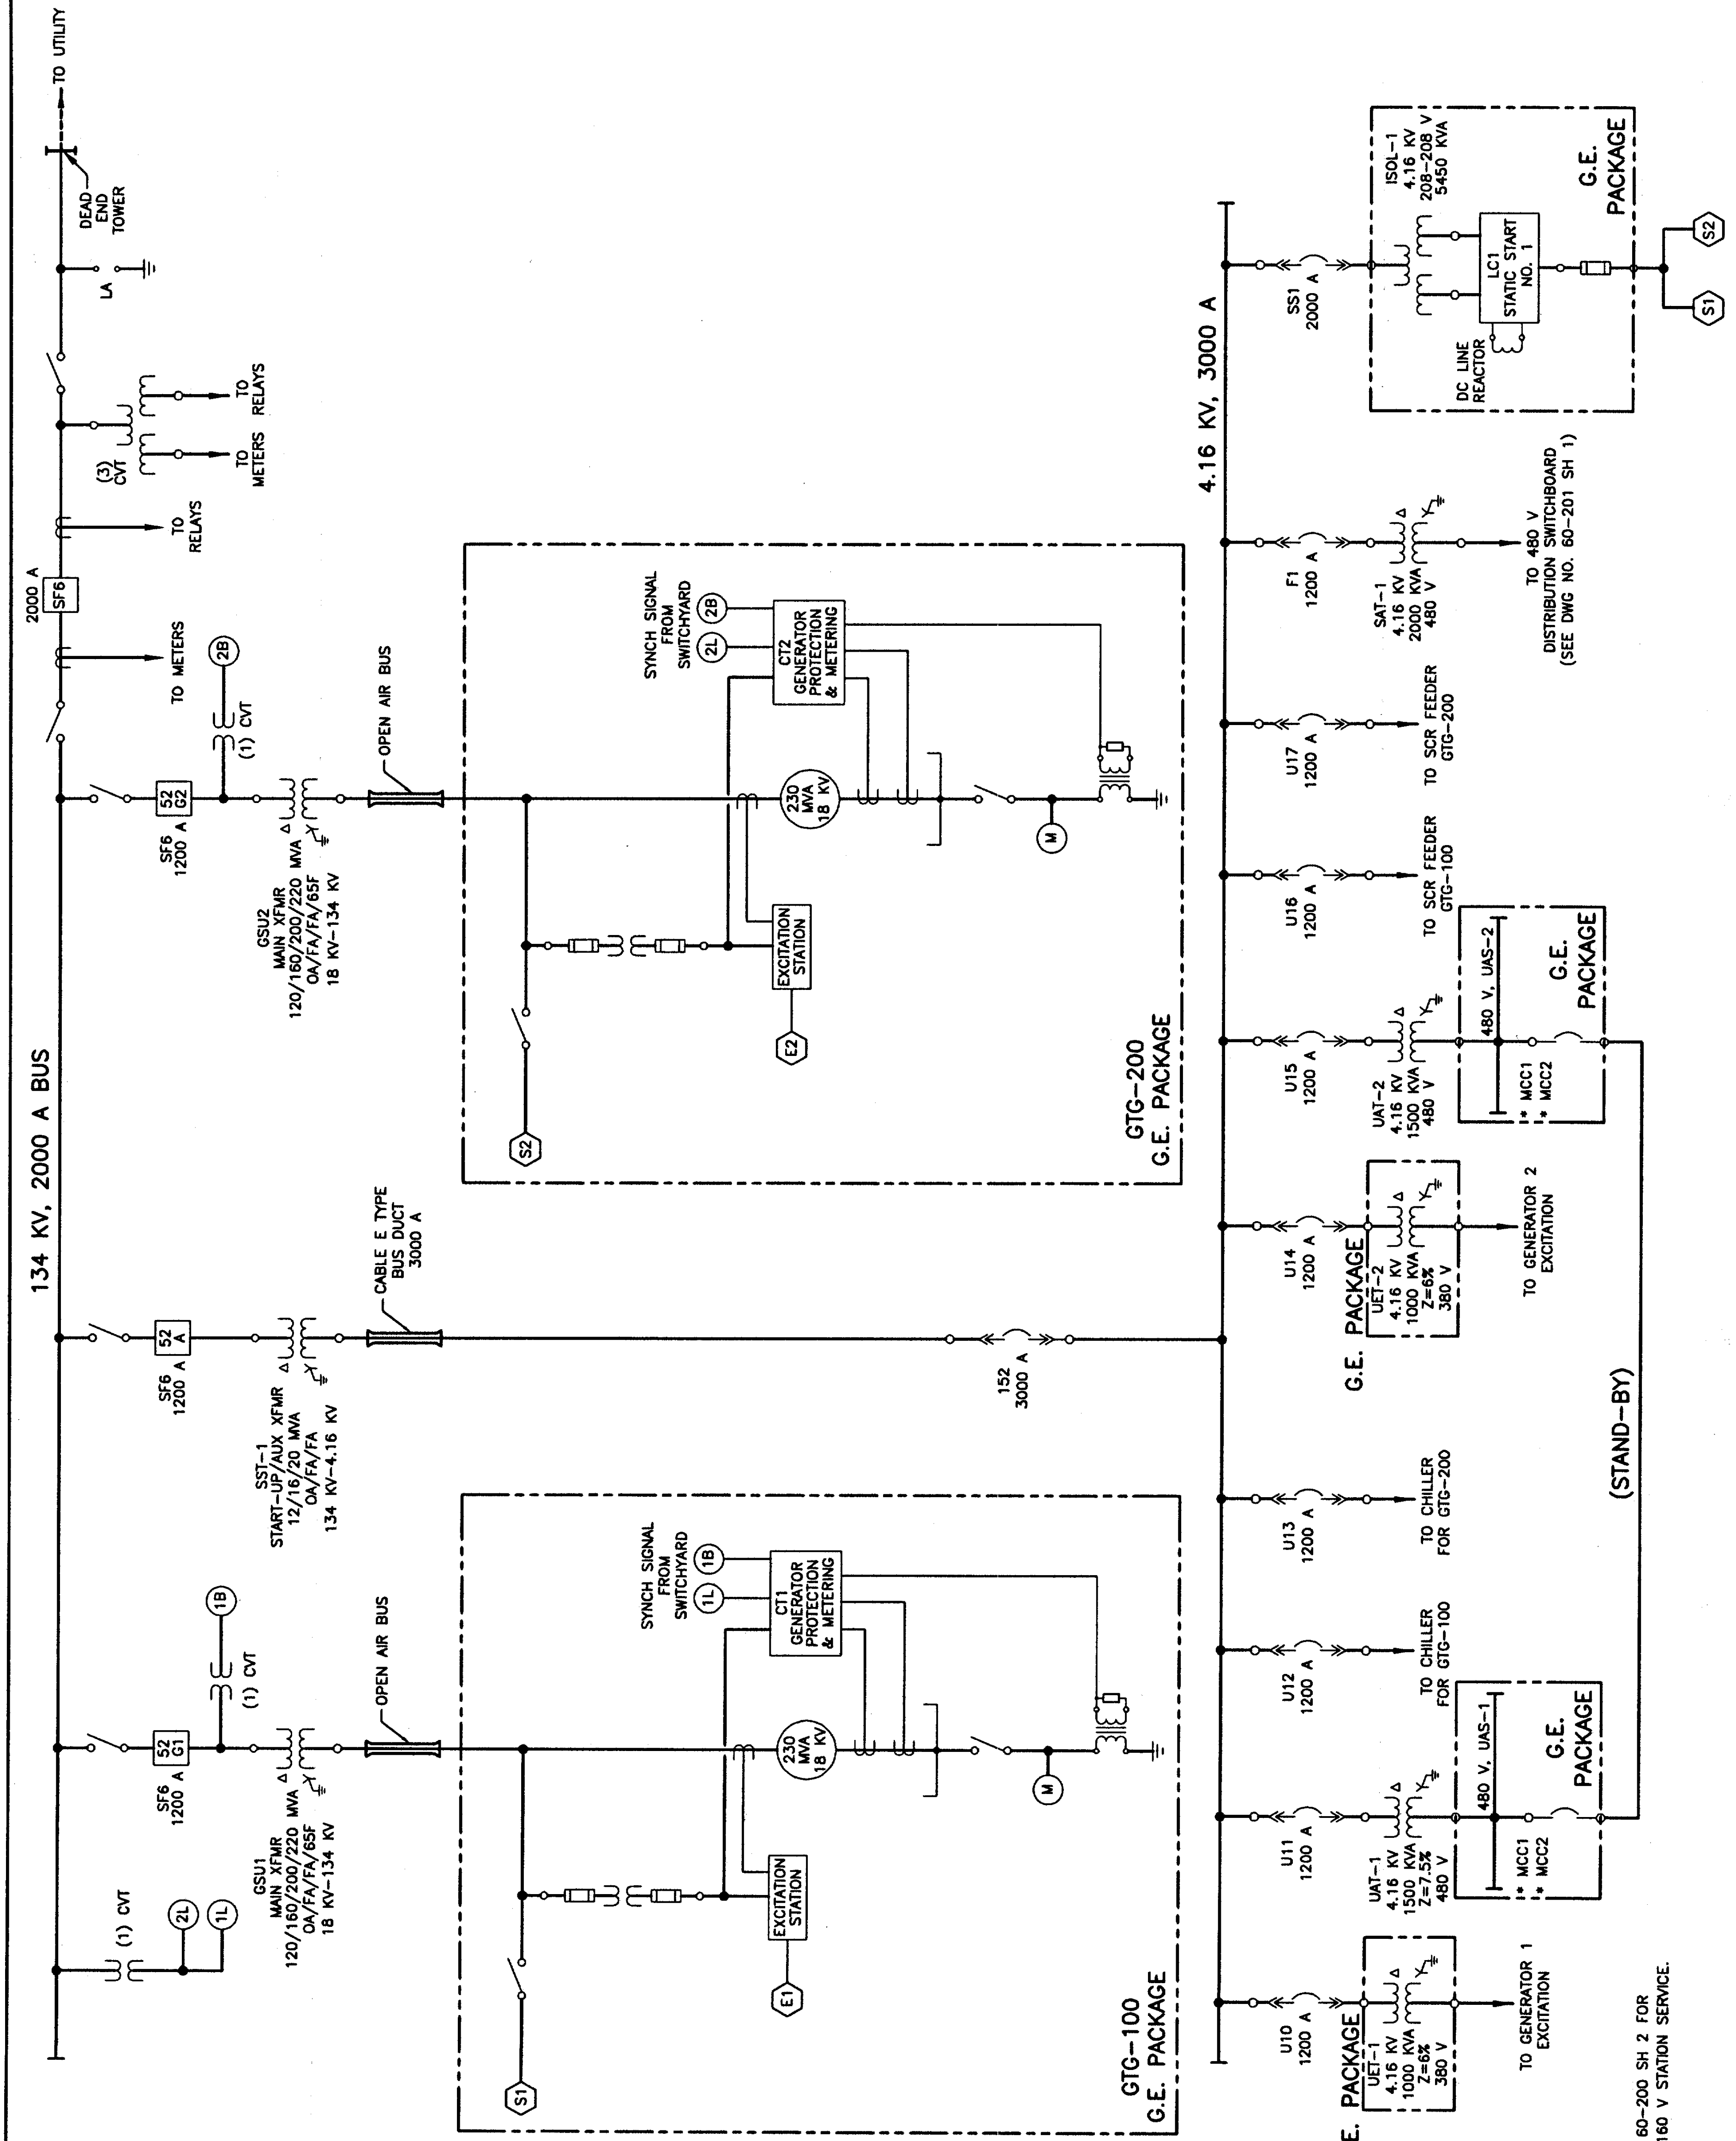 134 KV, 2000 A BUS
TO UTILITY
DEAD
END
TOWER
LA
(3)
CVT
TO
METERS
TO
RELAYS
TO
RELAYS
2000 A
SF6
TO METERS
(1) CVT
2L
1L
52
G1
SF6
1200 A
1B
(1) CVT
GSU1
MAIN XFMR
120/160/200/220 MVA
OA/FA/FA/65F
18 KV-134 KV
OPEN AIR BUS
52
A
SF6
1200 A
SST-1
START-UP/AUX XFMR
12/16/20 MVA
OA/FA/FA
134 KV-4.16 KV
CABLE E TYPE
BUS DUCT
3000 A
152
3000 A
52
G2
SF6
1200 A
2B
(1) CVT
GSU2
MAIN XFMR
120/160/200/220 MVA
OA/FA/FA/65F
18 KV-134 KV
OPEN AIR BUS
S1
E1
EXCITATION
STATION
230
MVA
18 KV
M
SYNCH SIGNAL
FROM
SWITCHYARD
1L
1B
CT1
GENERATOR
PROTECTION
& METERING
GTG-100
G.E. PACKAGE
S2
E2
EXCITATION
STATION
230
MVA
18 KV
M
SYNCH SIGNAL
FROM
SWITCHYARD
2L
2B
CT2
GENERATOR
PROTECTION
& METERING
GTG-200
G.E. PACKAGE
4.16 KV, 3000 A
U10
1200 A
E. PACKAGE
UET-1
4.16 KV
1000 KVA
Z=6%
380 V
TO GENERATOR 1
EXCITATION
U11
1200 A
UAT-1
4.16 KV
1500 KVA
Z=7.5%
480 V
480 V, UAS-1
* MCC1
* MCC2
G.E.
PACKAGE
U12
1200 A
TO CHILLER
FOR GTG-100
U13
1200 A
TO CHILLER
FOR GTG-200
U14
1200 A
G.E. PACKAGE
UET-2
4.16 KV
1000 KVA
Z=6%
380 V
TO GENERATOR 2
EXCITATION
U15
1200 A
UAT-2
4.16 KV
1500 KVA
480 V
480 V, UAS-2
* MCC1
* MCC2
G.E.
PACKAGE
(STAND-BY)
U16
1200 A
TO SCR FEEDER
GTG-100
U17
1200 A
TO SCR FEEDER
GTG-200
F1
1200 A
SAT-1
4.16 KV
2000 KVA
480 V
TO 480 V
DISTRIBUTION SWITCHBOARD
(SEE DWG NO. 60-201 SH 1)
SS1
2000 A
ISOL-1
4.16 KV
208-208 V
5450 KVA
LC1
STATIC START
NO. 1
DC LINE
REACTOR
G.E.
PACKAGE
S1
S2
60-200 SH 2 FOR
160 V STATION SERVICE.